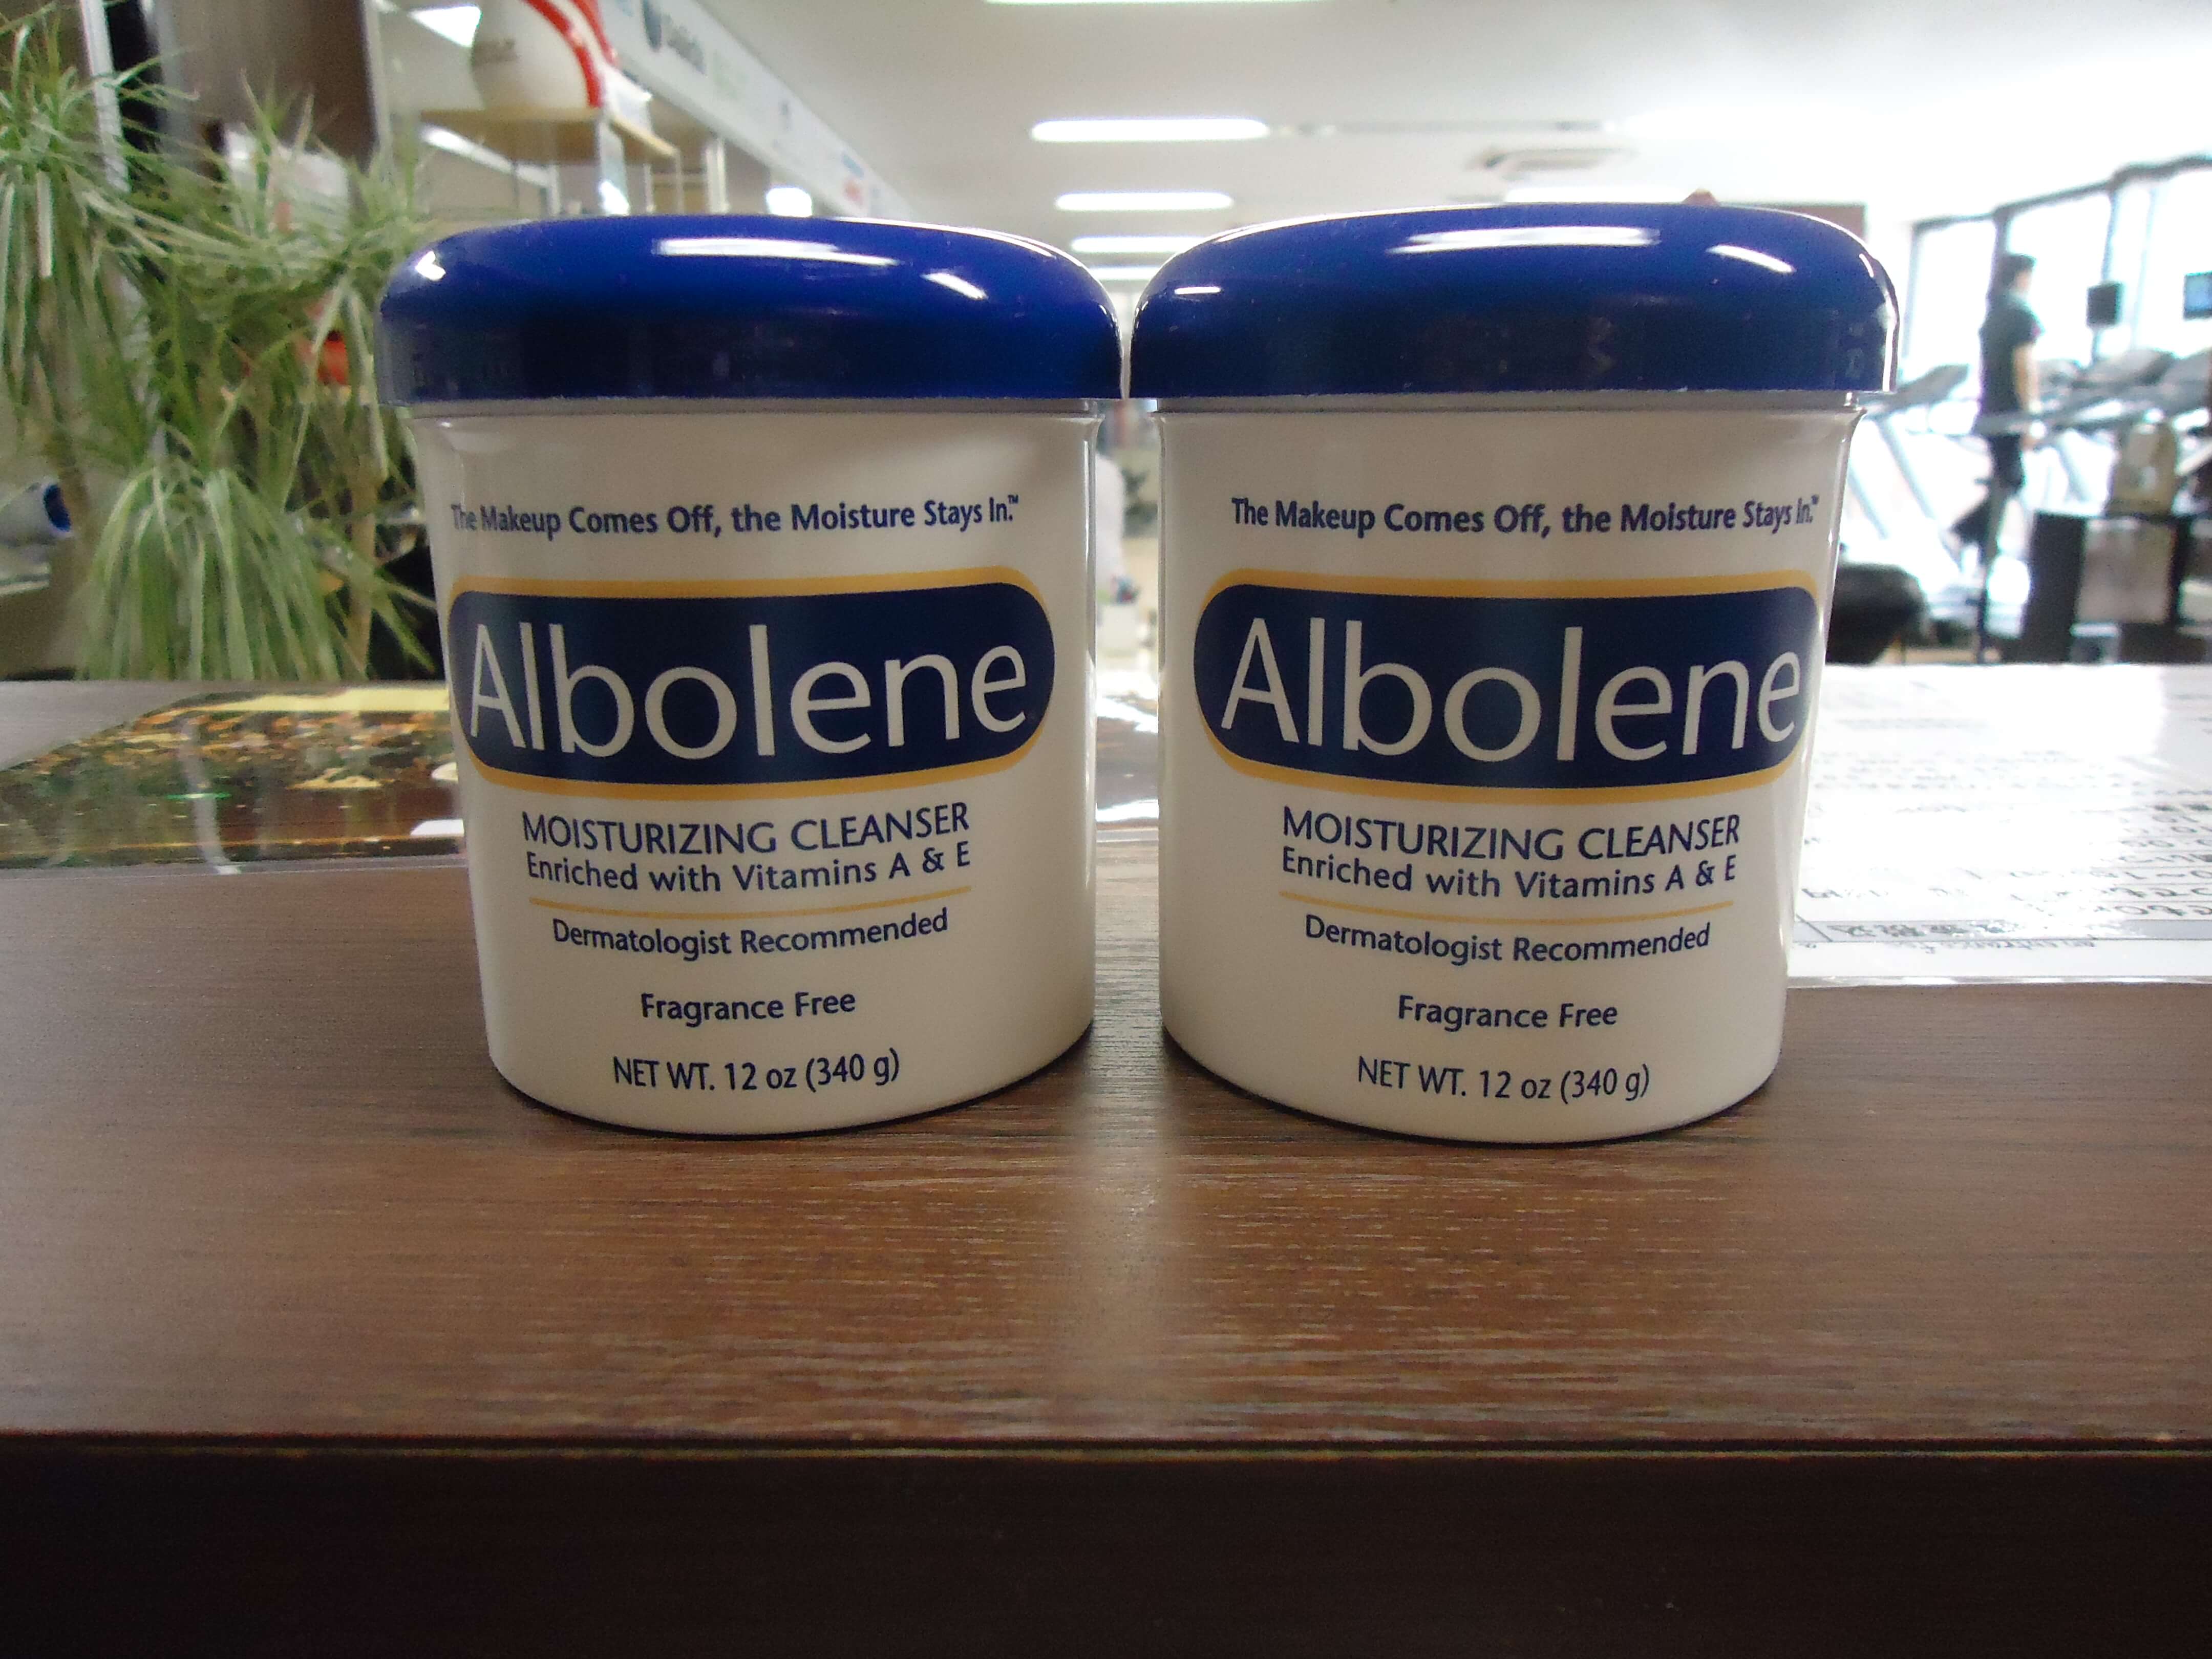 The Makeup Comes Off, the Moisture Stays In.™
Albolene
MOISTURIZING CLEANSER
Enriched with Vitamins A & E
Dermatologist Recommended
Fragrance Free
NET WT. 12 oz (340 g)
The Makeup Comes Off, the Moisture Stays In.™
Albolene
MOISTURIZING CLEANSER
Enriched with Vitamins A & E
Dermatologist Recommended
Fragrance Free
NET WT. 12 oz (340 g)